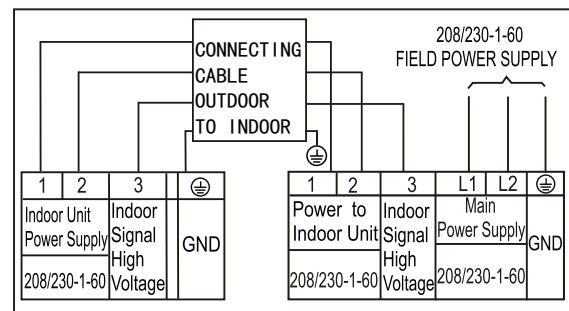 208/230-1-60
FIELD POWER SUPPLY
CONNECTING
CABLE
OUTDOOR
TO INDOOR
1 2 3
Indoor Unit
Power Supply
208/230-1-60
Indoor
Signal
High
Voltage
GND
1 2 3 L1 L2
Power to
Indoor Unit
208/230-1-60
Indoor
Signal
High
Voltage
Main
Power Supply
208/230-1-60
GND